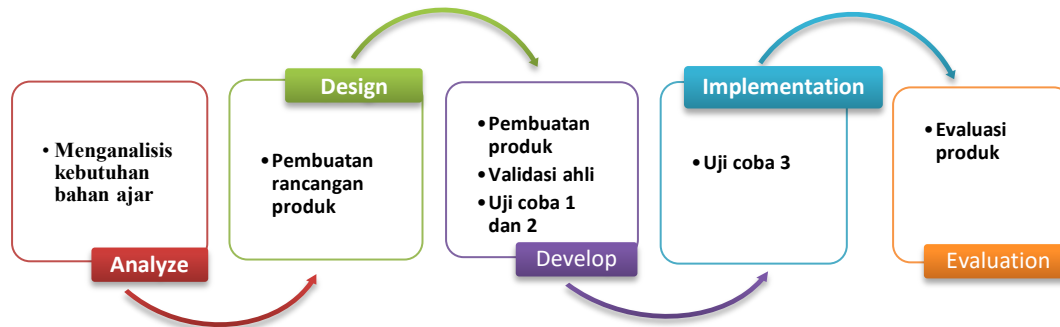 • Menganalisis
kebutuhan
bahan ajar
Analyze
Design
•Pembuatan
rancangan
produk
•Pembuatan
produk
•Validasi ahli
•Uji coba 1
dan 2
Develop
Implementation
•Uji coba 3
•Evaluasi
produk
Evaluation